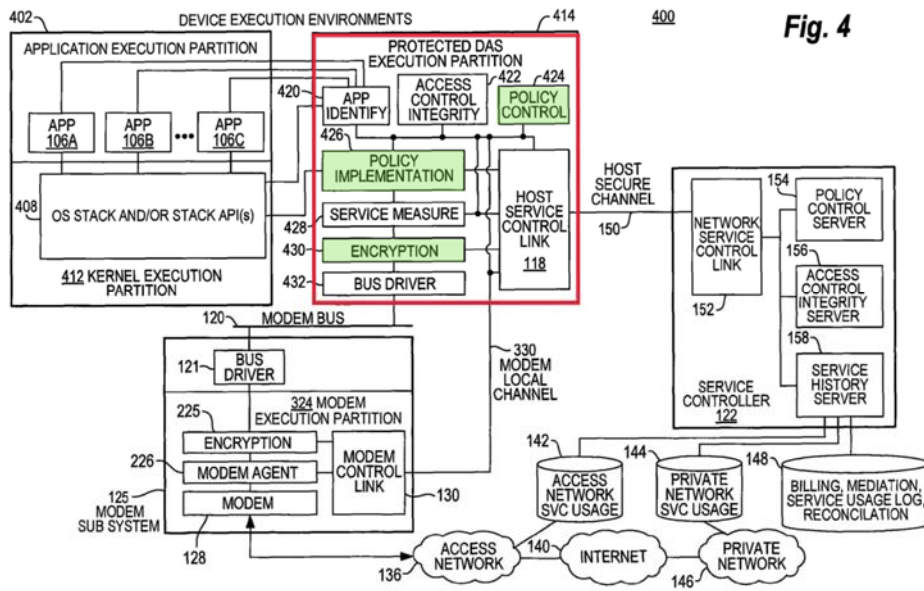 402
DEVICE EXECUTION ENVIRONMENTS
414
400
Fig. 4
APPLICATION EXECUTION PARTITION
PROTECTED DAS
EXECUTION PARTITION
420
APP
IDENTIFY
422
ACCESS
CONTROL
INTEGRITY
424
POLICY
CONTROL
APP
106A
APP
106B
APP
106C
426
POLICY
IMPLEMENTATION
408
OS STACK AND/OR STACK API(s)
428
SERVICE MEASURE
430
ENCRYPTION
432
BUS DRIVER
HOST
SERVICE
CONTROL
LINK
118
412 KERNEL EXECUTION
PARTITION
HOST
SECURE
CHANNEL
150
NETWORK
SERVICE
CONTROL
LINK
152
154
POLICY
CONTROL
SERVER
156
ACCESS
CONTROL
INTEGRITY
SERVER
158
SERVICE
HISTORY
SERVER
SERVICE
CONTROLLER
122
120
MODEM BUS
121
BUS
DRIVER
330
MODEM
LOCAL
CHANNEL
324 MODEM
EXECUTION PARTITION
225
ENCRYPTION
226
MODEM AGENT
125
MODEM
SUB SYSTEM
MODEM
128
MODEM
CONTROL
LINK
130
142
ACCESS
NETWORK
SVC USAGE
144
PRIVATE
NETWORK
SVC USAGE
148
BILLING, MEDIATION,
SERVICE USAGE LOG,
RECONCILATION
136
ACCESS
NETWORK
140
INTERNET
146
PRIVATE
NETWORK